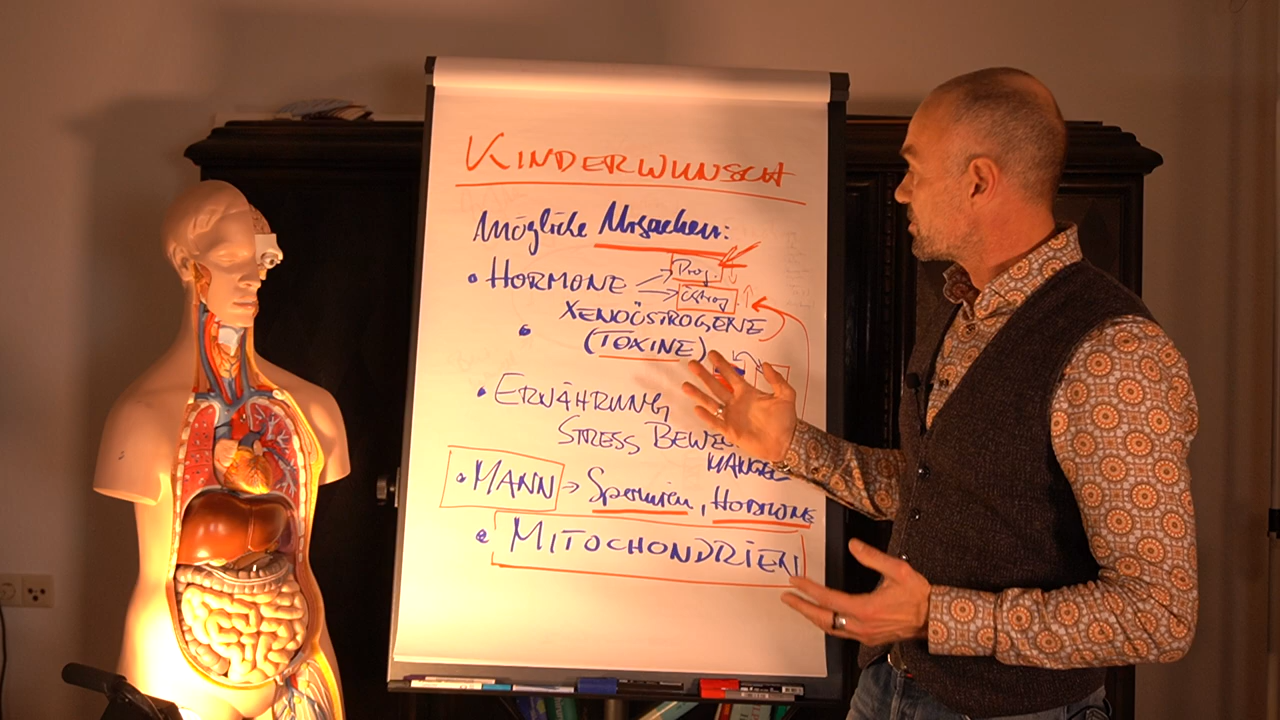 KINDERWUNSCH
Mögliche Ursachen:
• HORMONE → Prog. ↓
→ Östrog. ↑
XENOÖSTROGENE
• (TOXINE)
• ERNÄHRUNG,
STRESS
MANGEL
• MANN → Spermien, HORMONE
• MITOCHONDRIEN